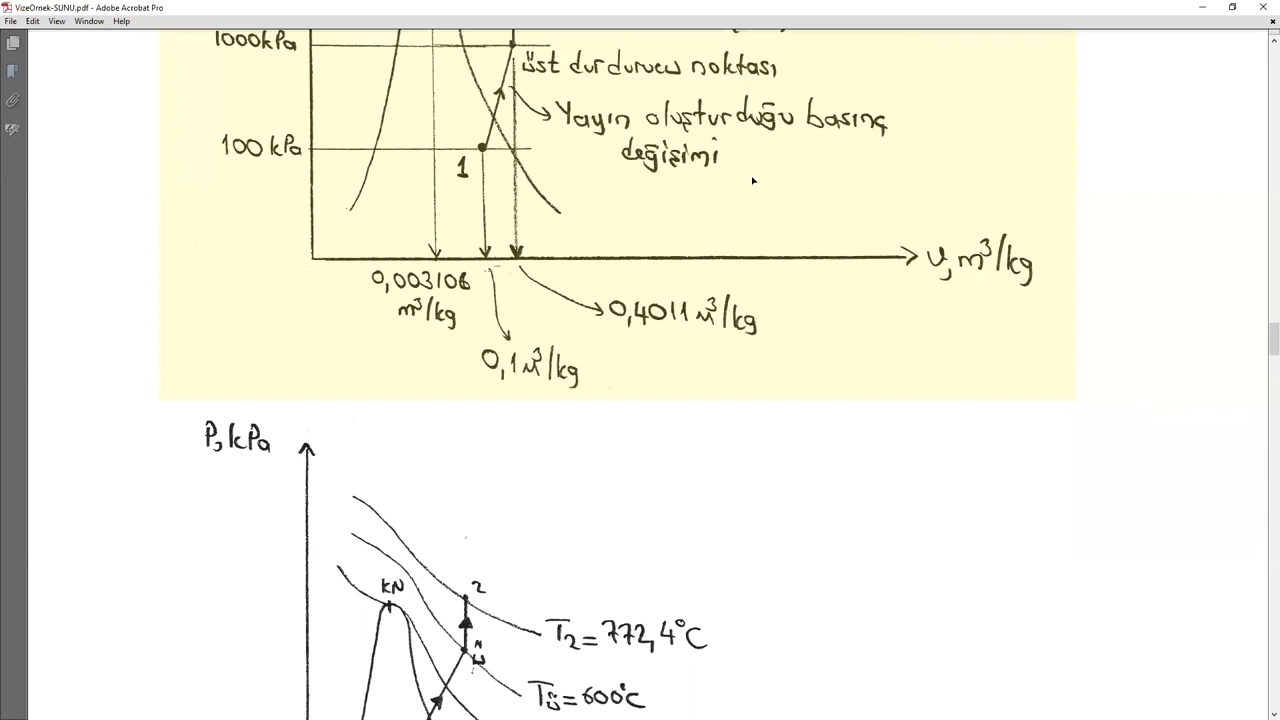 VizeOrnek-SUNU.pdf - Adobe Acrobat Pro
File Edit View Window Help
1000kPa
üst durdurucu noktası
Yayın oluşturduğu basınç
değişimi
100 kPa
1
0,003106
m³/kg
0,4011 m³/kg
0,1 m³/kg
v, m³/kg
P, kPa
KN
2
T₂ = 772,4°C
Ü
Tü = 600°C